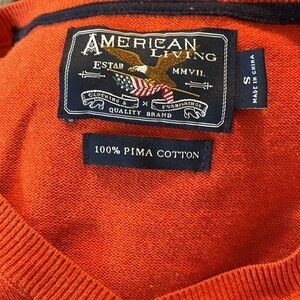 AMERICAN
LIVING
ESTAB MMVII.
CLOTHING & X FURNISHINGS
QUALITY BRAND
S
MADE IN CHINA
100% PIMA COTTON